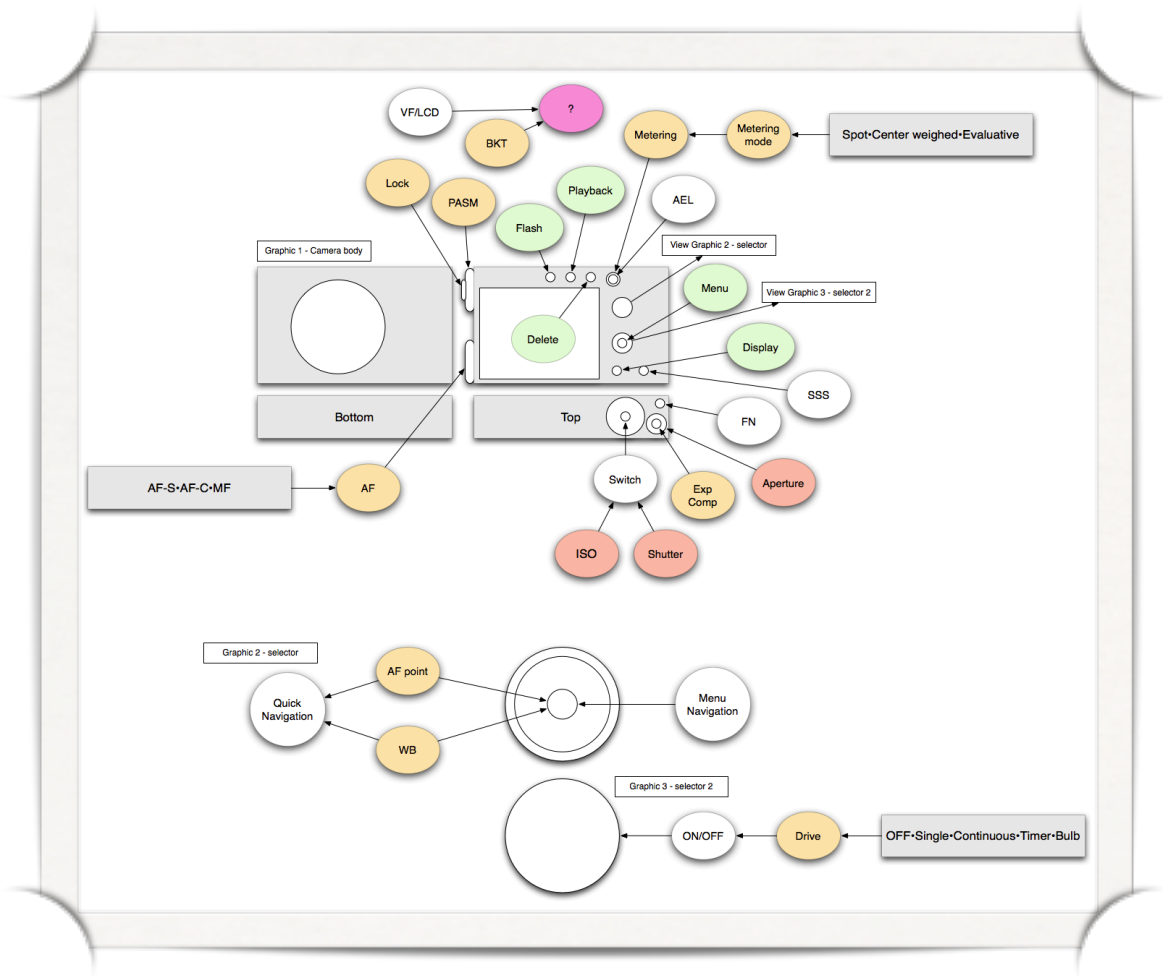 VF/LCD
?
BKT
Metering
Metering
mode
Spot•Center weighed•Evaluative
Lock
PASM
Playback
Flash
AEL
Graphic 1 - Camera body
View Graphic 2 - selector
Menu
View Graphic 3 - selector 2
Delete
Display
SSS
Bottom
Top
FN
AF-S•AF-C•MF
AF
Switch
Exp
Comp
Aperture
ISO
Shutter
Graphic 2 - selector
AF point
Quick
Navigation
Menu
Navigation
WB
Graphic 3 - selector 2
ON/OFF
Drive
OFF•Single•Continuous•Timer•Bulb